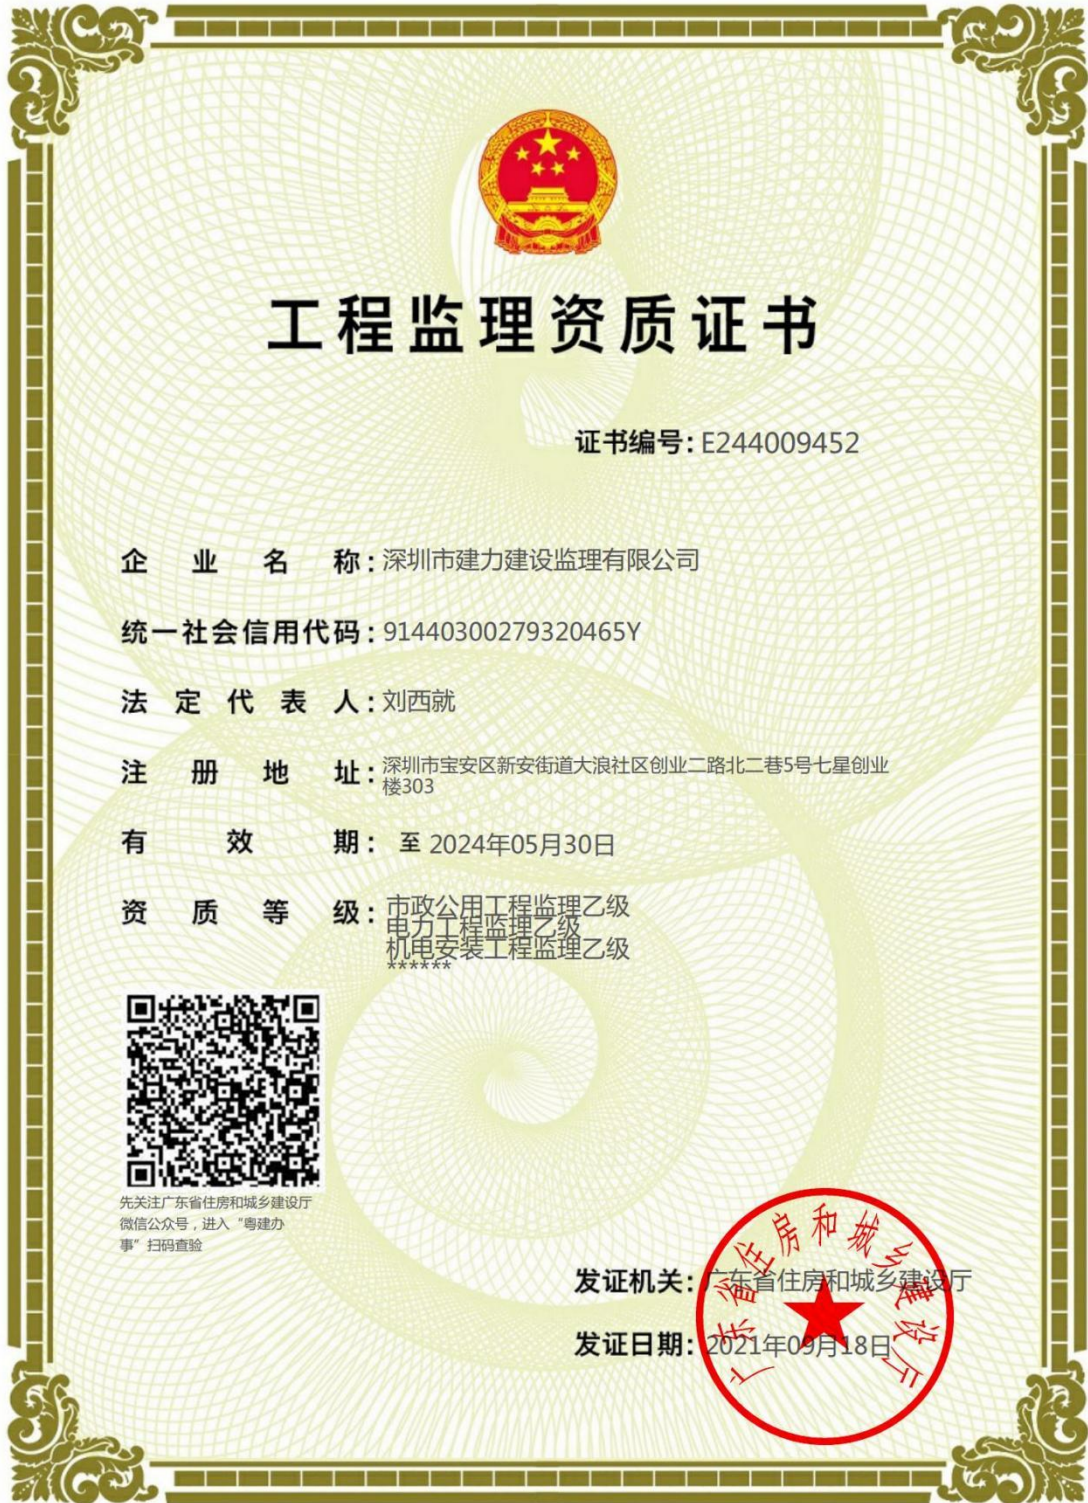 工程监理资质证书
证书编号:E244009452
企业名称:深圳市建力建设监理有限公司
统一社会信用代码:91440300279320465Y
法定代表人:刘西就
注册地址:深圳市宝安区新安街道大浪社区创业二路北二巷5号七星创业
楼303
有效期: 至 2024年05月30日
资质等级:市政公用工程监理乙级
电力工程监理乙级
机电安装工程监理乙级
******
先关注广东省住房和城乡建设厅
微信公众号，进入“粤建办
事”扫码查验
发证机关:广东省住房和城乡建设厅
发证日期:2021年09月18日
广东省住房和城乡建设厅